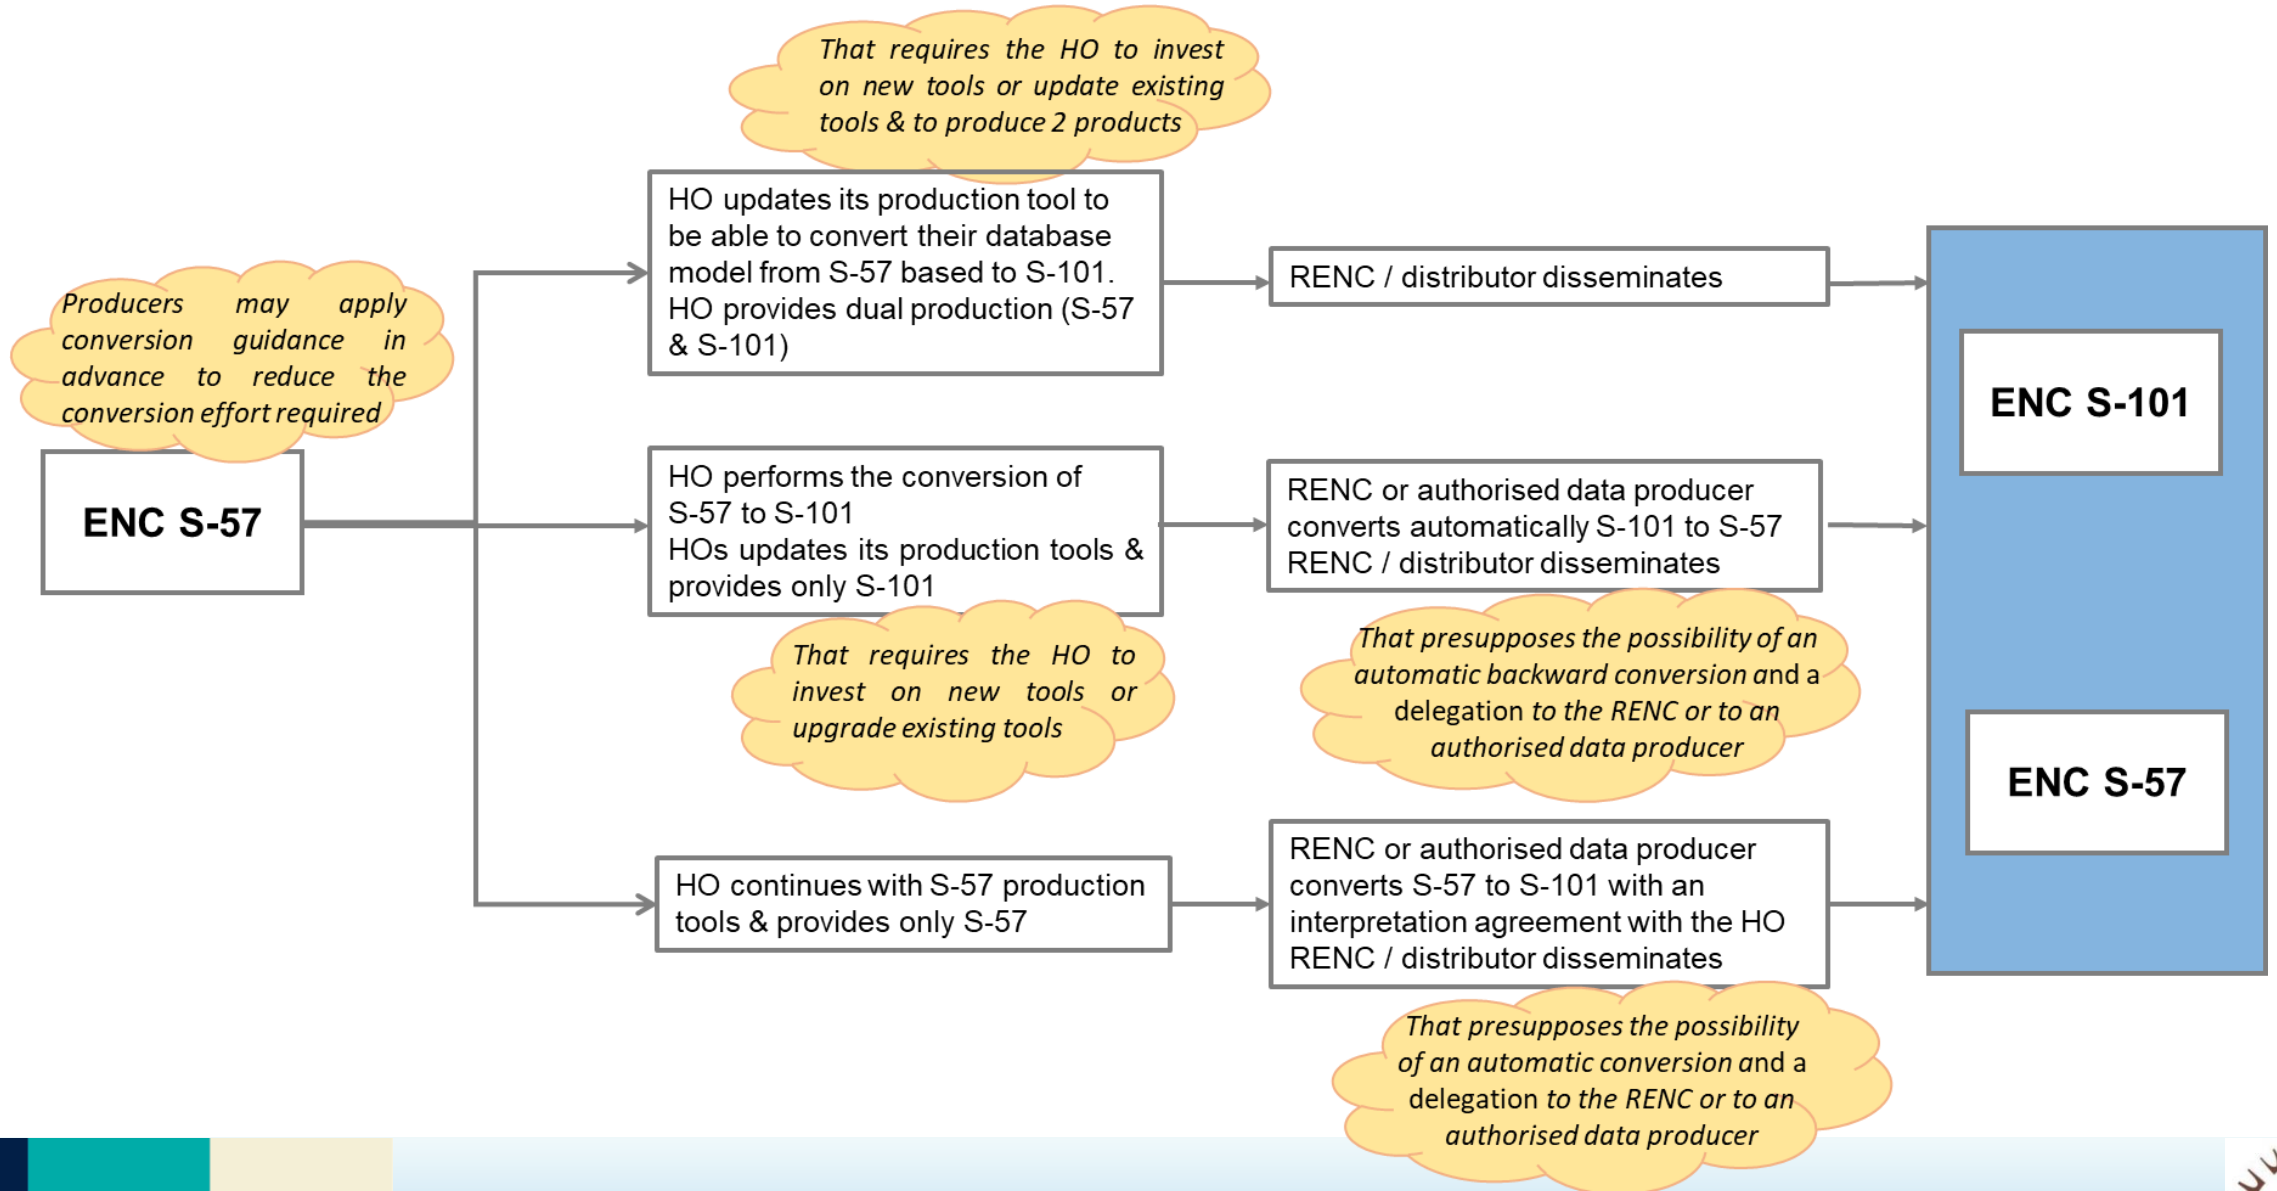 That requires the HO to invest
on new tools or update existing
tools & to produce 2 products
Producers may apply
conversion guidance in
advance to reduce the
conversion effort required
ENC S-57
HO updates its production tool to
be able to convert their database
model from S-57 based to S-101.
HO provides dual production (S-57
& S-101)
RENC / distributor disseminates
HO performs the conversion of
S-57 to S-101
HOs updates its production tools &
provides only S-101
That requires the HO to
invest on new tools or
upgrade existing tools
RENC or authorised data producer
converts automatically S-101 to S-57
RENC / distributor disseminates
That presupposes the possibility of an
automatic backward conversion and a
delegation to the RENC or to an
authorised data producer
HO continues with S-57 production
tools & provides only S-57
RENC or authorised data producer
converts S-57 to S-101 with an
interpretation agreement with the HO
RENC / distributor disseminates
That presupposes the possibility
of an automatic conversion and a
delegation to the RENC or to an
authorised data producer
ENC S-101
ENC S-57